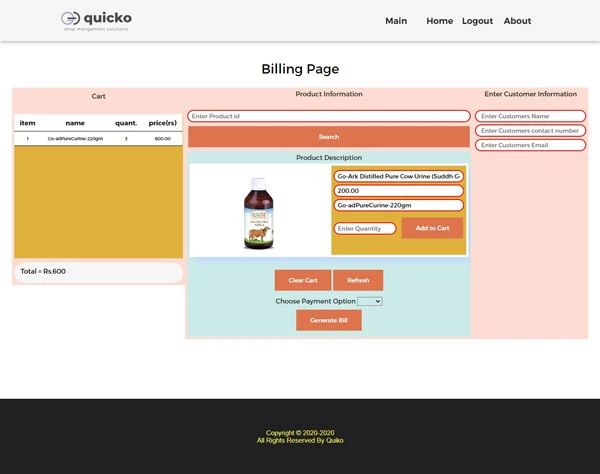 quicko
shop mangement solutions
Main Home Logout About
Billing Page
Cart
item name quant. price(rs)
1 Go-adPureCurine-220gm 3 600.00
Total = Rs.600
Product Information
Enter Product id
Search
Product Description
Go-Ark Distilled Pure Cow Urine (Suddh G
200.00
Go-adPureCurine-220gm
Enter Quantity
Add to Cart
Clear Cart Refresh
Choose Payment Option
Generate Bill
Enter Customer Information
Enter Customers Name
Enter Customers contact number
Enter Customers Email
Copyright © 2020-2020
All Rights Reserved By Quiko